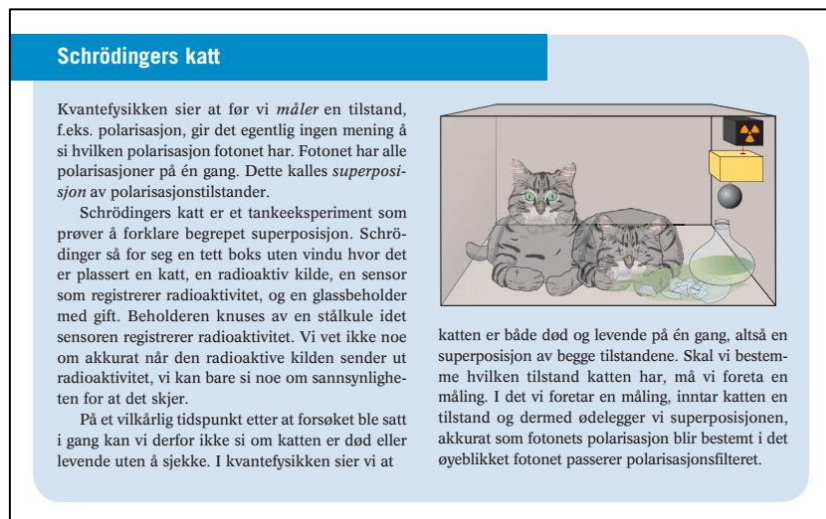 Schrödingers katt
Kvantefysikken sier at før vi måler en tilstand,
f.eks. polarisasjon, gir det egentlig ingen mening å
si hvilken polarisasjon fotonet har. Fotonet har alle
polarisasjoner på én gang. Dette kalles superposi-
sjon av polarisasjonstilstander.
Schrödingers katt er et tankeeksperiment som
prøver å forklare begrepet superposisjon. Schrö-
dinger så for seg en tett boks uten vindu hvor det
er plassert en katt, en radioaktiv kilde, en sensor
som registrerer radioaktivitet, og en glassbeholder
med gift. Beholderen knuses av en stålkule idet
sensoren registrerer radioaktivitet. Vi vet ikke noe
om akkurat når den radioaktive kilden sender ut
radioaktivitet, vi kan bare si noe om sannsynlighe-
ten for at det skjer.
På et vilkårlig tidspunkt etter at forsøket ble satt
i gang kan vi derfor ikke si om katten er død eller
levende uten å sjekke. I kvantefysikken sier vi at
katten er både død og levende på én gang, altså en
superposisjon av begge tilstandene. Skal vi bestem-
me hvilken tilstand katten har, må vi foreta en
måling. I det vi foretar en måling, inntar katten en
tilstand og dermed ødelegger vi superposisjonen,
akkurat som fotonets polarisasjon blir bestemt i det
øyeblikket fotonet passerer polarisasjonsfilteret.